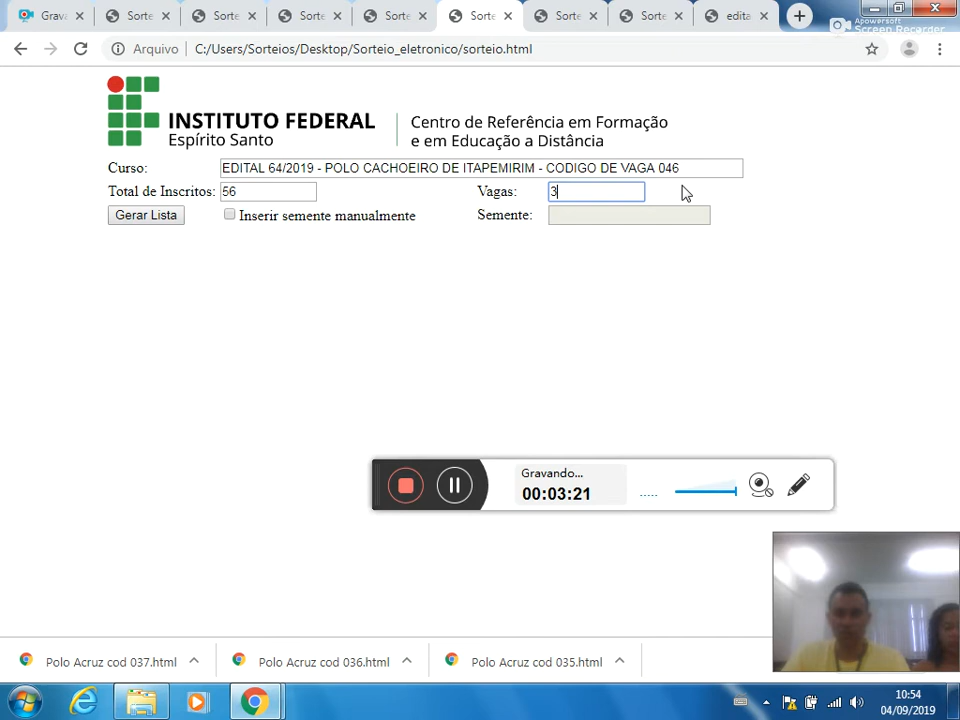 Grava
Sorte
Sorte
Sorte
Sorte
Sorte
Sorte
Sorte
edita
Apowersoft
Screen Recorder
Arquivo
C:/Users/Sorteios/Desktop/Sorteio_eletronico/sorteio.html
INSTITUTO FEDERAL
Espírito Santo
Centro de Referência em Formação
e em Educação a Distância
Curso: EDITAL 64/2019 - POLO CACHOEIRO DE ITAPEMIRIM - CODIGO DE VAGA 046
Total de Inscritos: 56 Vagas: 3
Gerar Lista Inserir semente manualmente Semente:
Gravando...
00:03:21
Polo Acruz cod 037.html
Polo Acruz cod 036.html
Polo Acruz cod 035.html
10:54
04/09/2019